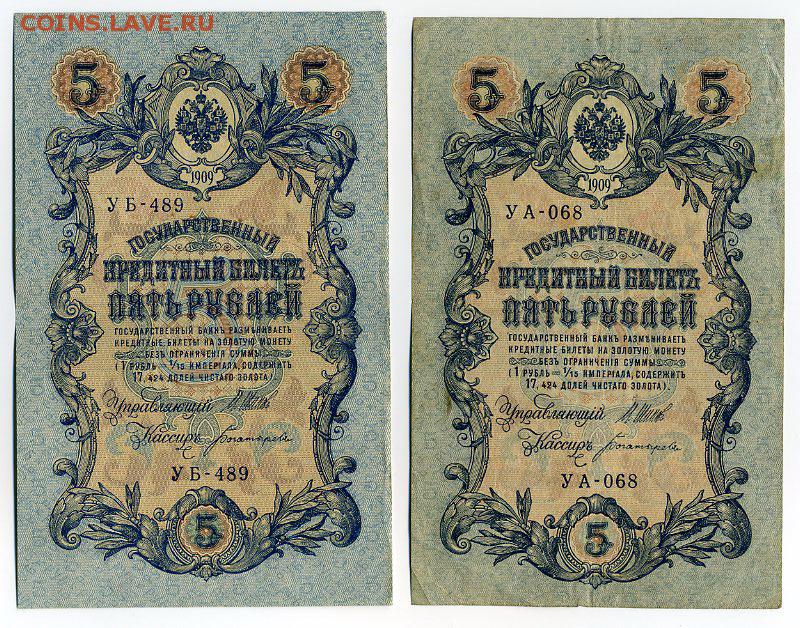 COINS.LAVE.RU
5 5
1909
УБ-489
ГОСУДАРСТВЕННЫЙ
КРЕДИТНЫЙ БИЛЕТЪ
ПЯТЬ РУБЛЕЙ
ГОСУДАРСТВЕННЫЙ БАНКЪ РАЗМѢНИВАЕТЪ
КРЕДИТНЫЕ БИЛЕТЫ НА ЗОЛОТУЮ МОНЕТУ
БЕЗЪ ОГРАНИЧЕНІЯ СУММЫ
(1 РУБЛЬ = 1/15 ИМПЕРІАЛА, СОДЕРЖИТЪ
17,424 ДОЛЕЙ ЧИСТАГО ЗОЛОТА).
Управляющій
Кассиръ Богатыревъ
УБ-489
5
5 5
1909
УА-068
ГОСУДАРСТВЕННЫЙ
КРЕДИТНЫЙ БИЛЕТЪ
ПЯТЬ РУБЛЕЙ
ГОСУДАРСТВЕННЫЙ БАНКЪ РАЗМѢНИВАЕТЪ
КРЕДИТНЫЕ БИЛЕТЫ НА ЗОЛОТУЮ МОНЕТУ
БЕЗЪ ОГРАНИЧЕНІЯ СУММЫ
(1 РУБЛЬ = 1/15 ИМПЕРІАЛА, СОДЕРЖИТЪ
17,424 ДОЛЕЙ ЧИСТАГО ЗОЛОТА).
Управляющій
Кассиръ Богатыревъ
УА-068
5